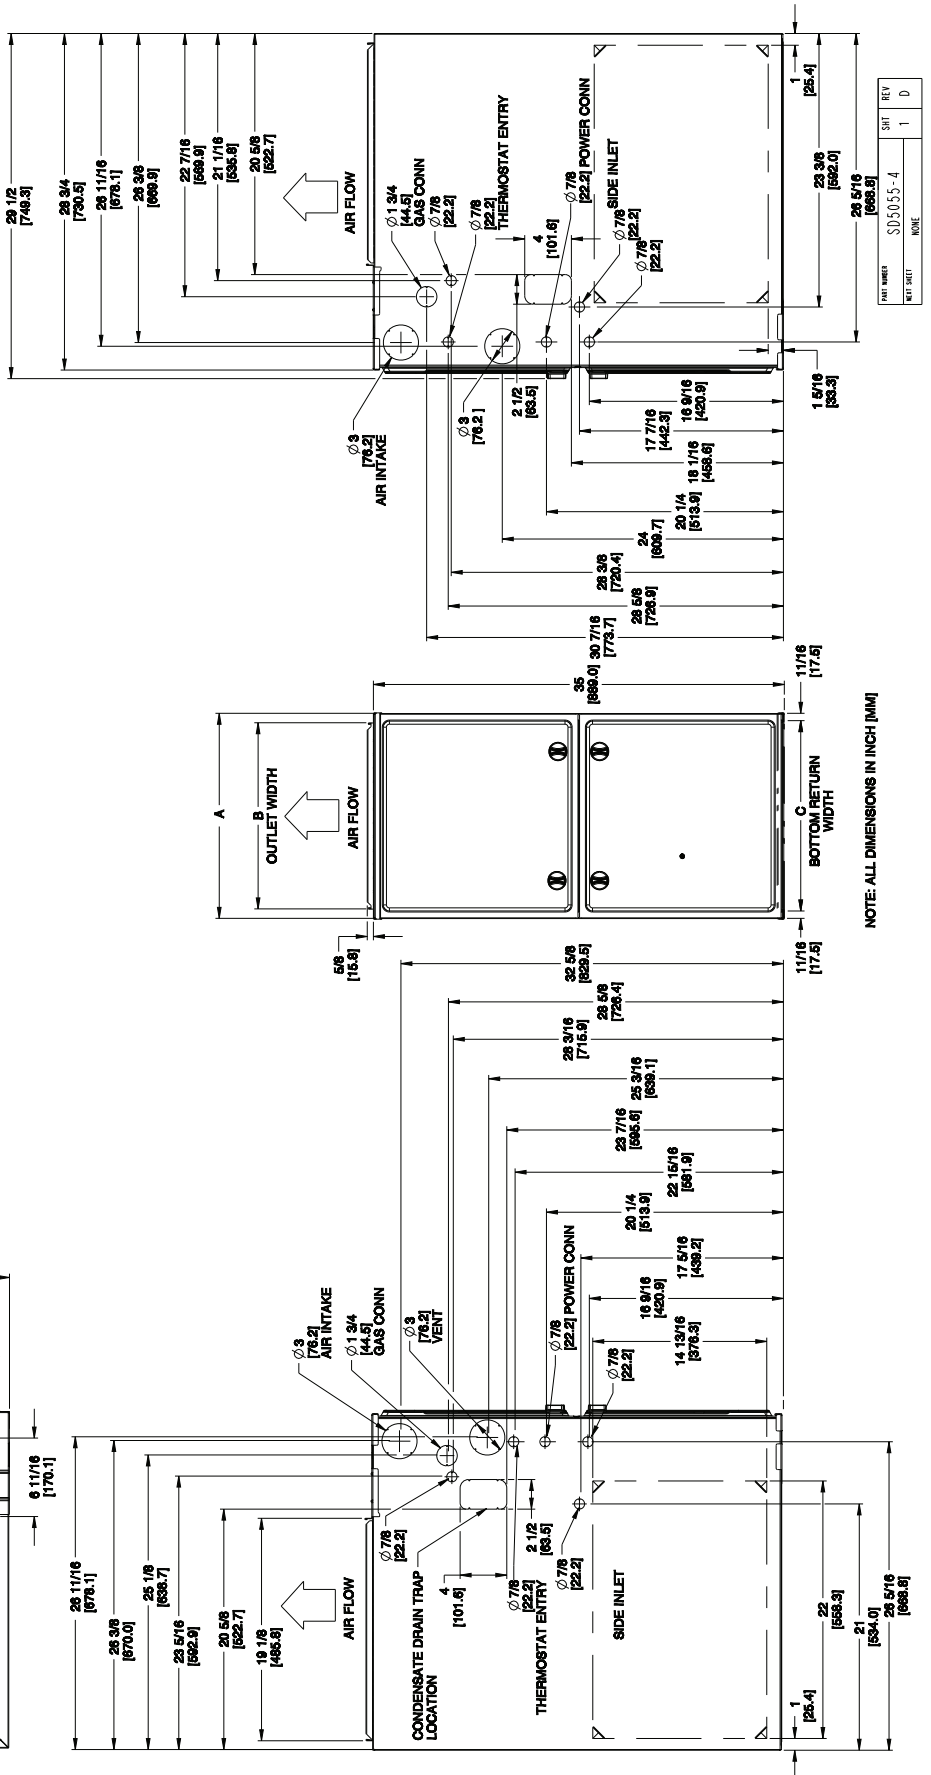 6 11/16
[170.1]
26 11/16
[678.1]
26 3/8
[670.0]
25 1/8
[638.7]
23 5/16
[592.9]
20 5/8
[522.7]
19 1/8
[485.8]
AIR FLOW
Ø 3
[76.2]
AIR INTAKE
Ø 1 3/4
[44.5]
GAS CONN
Ø 3
[76.2]
VENT
Ø 7/8
[22.2]
CONDENSATE DRAIN TRAP
LOCATION
4
[101.6]
Ø 7/8
[22.2]
THERMOSTAT ENTRY
2 1/2
[63.5]
Ø 7/8
[22.2]
Ø 7/8
[22.2] POWER CONN
Ø 7/8
[22.2]
SIDE INLET
22
[558.3]
21
[534.0]
26 5/16
[668.8]
1
[25.4]
32 5/8
[829.5]
28 5/8
[726.4]
28 3/16
[715.9]
25 3/16
[639.1]
23 7/16
[595.6]
22 15/16
[581.9]
20 1/4
[513.9]
17 5/16
[439.2]
16 9/16
[420.9]
14 13/16
[376.3]
A
B
OUTLET WIDTH
AIR FLOW
5/8
[15.8]
35
[889.0]
11/16
[17.5]
C
BOTTOM RETURN
WIDTH
11/16
[17.5]
NOTE: ALL DIMENSIONS IN INCH [MM]
29 1/2
[749.3]
28 3/4
[730.5]
26 11/16
[678.1]
26 3/8
[669.9]
22 7/16
[569.9]
21 1/16
[535.8]
20 5/8
[522.7]
AIR FLOW
Ø 3
[76.2]
AIR INTAKE
Ø 1 3/4
[44.5]
GAS CONN
Ø 7/8
[22.2]
Ø 7/8
[22.2]
THERMOSTAT ENTRY
Ø 3
[76.2 ]
4
[101.6]
2 1/2
[63.5]
Ø 7/8
[22.2] POWER CONN
SIDE INLET
Ø 7/8
[22.2]
Ø 7/8
[22.2]
30 7/16
[773.7]
28 5/8
[726.9]
28 3/8
[720.4]
24
[609.7]
20 1/4
[513.9]
18 1/16
[458.6]
17 7/16
[442.3]
16 9/16
[420.9]
1 5/16
[33.3]
1
[25.4]
23 3/8
[592.0]
26 5/16
[668.8]
PART NUMBER
SD5055-4
SHT
1
REV
D
NEXT SHEET
NONE